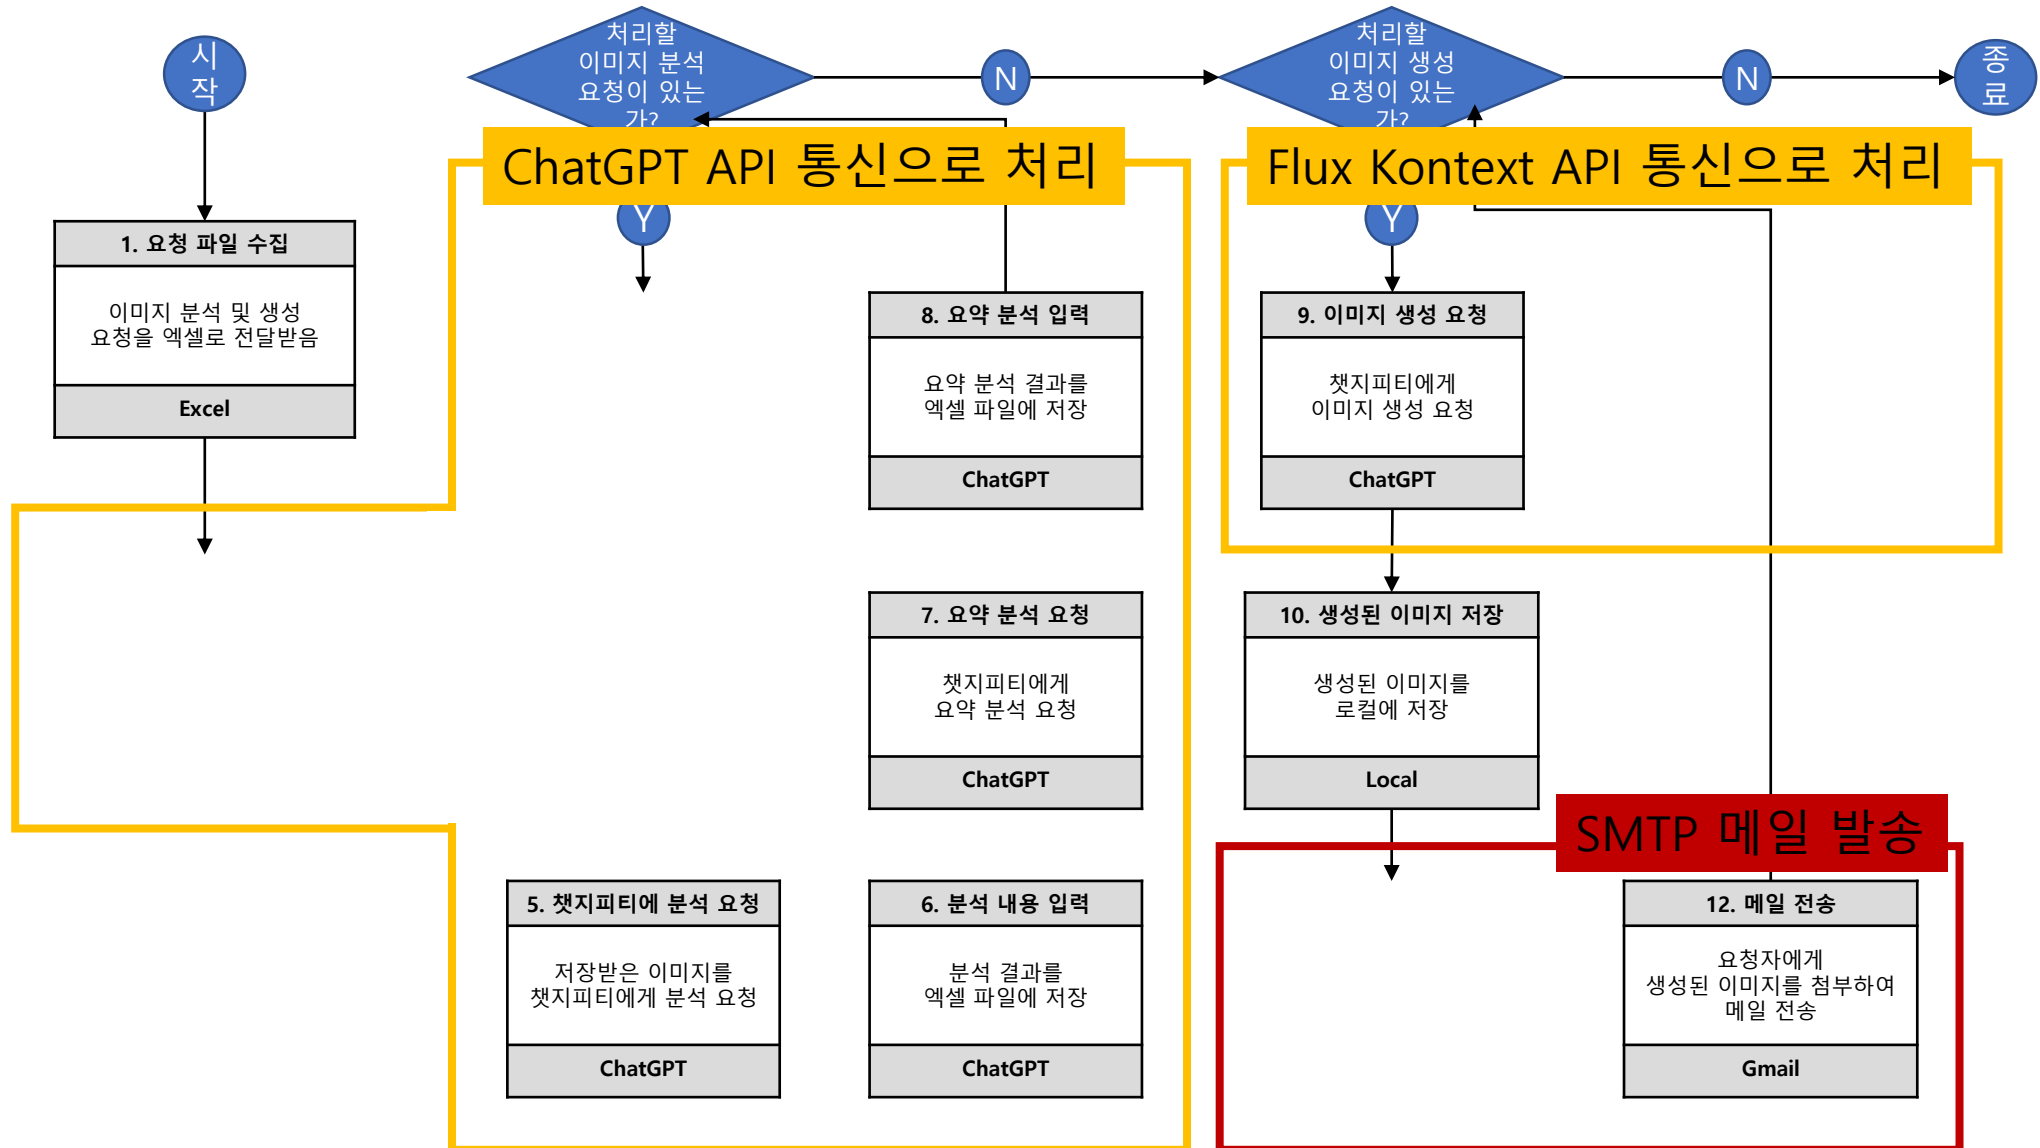 시
작
처리할
이미지 분석
요청이 있는
가?
N
처리할
이미지 생성
요청이 있는
가?
N
종
료
ChatGPT API 통신으로 처리
Flux Kontext API 통신으로 처리
Y
Y
1. 요청 파일 수집
이미지 분석 및 생성
요청을 엑셀로 전달받음
Excel
8. 요약 분석 입력
요약 분석 결과를
엑셀 파일에 저장
ChatGPT
9. 이미지 생성 요청
챗지피티에게
이미지 생성 요청
ChatGPT
7. 요약 분석 요청
챗지피티에게
요약 분석 요청
ChatGPT
10. 생성된 이미지 저장
생성된 이미지를
로컬에 저장
Local
SMTP 메일 발송
5. 챗지피티에 분석 요청
저장받은 이미지를
챗지피티에게 분석 요청
ChatGPT
6. 분석 내용 입력
분석 결과를
엑셀 파일에 저장
ChatGPT
12. 메일 전송
요청자에게
생성된 이미지를 첨부하여
메일 전송
Gmail